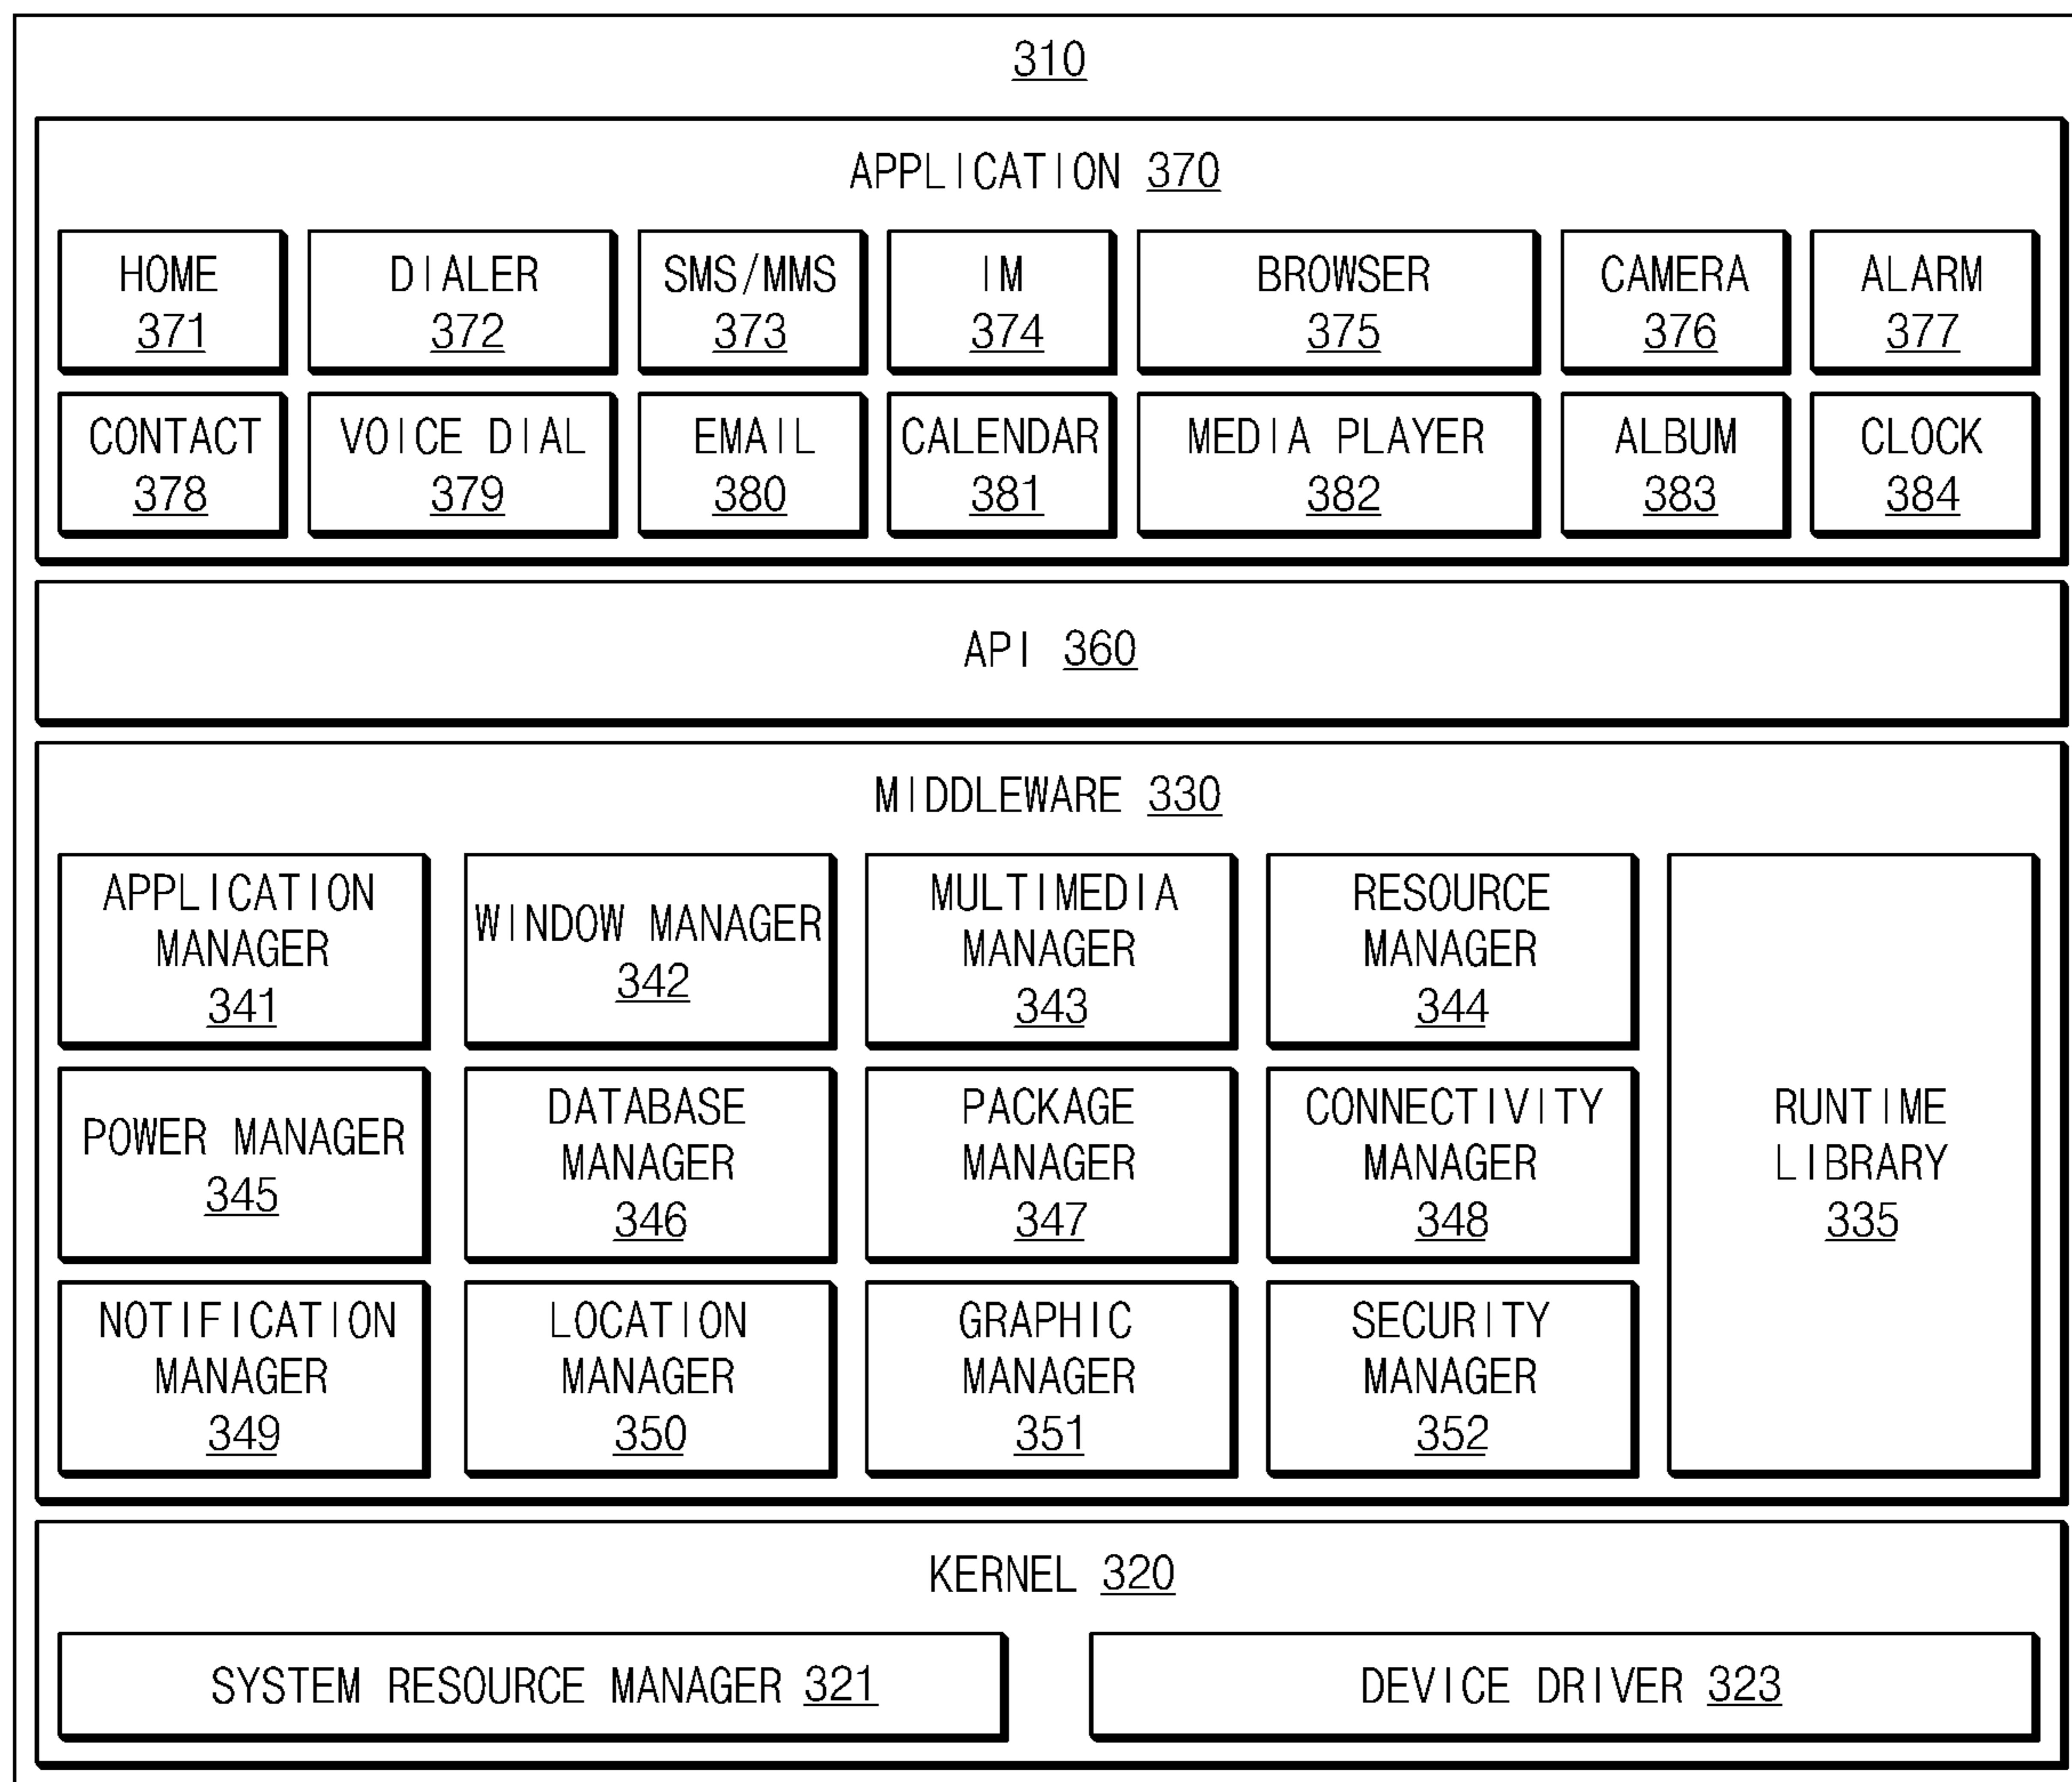 310
APPLICATION 370
HOME
371
DIALER
372
SMS/MMS
373
IM
374
BROWSER
375
CAMERA
376
ALARM
377
CONTACT
378
VOICE DIAL
379
EMAIL
380
CALENDAR
381
MEDIA PLAYER
382
ALBUM
383
CLOCK
384
API 360
MIDDLEWARE 330
APPLICATION
MANAGER
341
WINDOW MANAGER
342
MULTIMEDIA
MANAGER
343
RESOURCE
MANAGER
344
POWER MANAGER
345
DATABASE
MANAGER
346
PACKAGE
MANAGER
347
CONNECTIVITY
MANAGER
348
NOTIFICATION
MANAGER
349
LOCATION
MANAGER
350
GRAPHIC
MANAGER
351
SECURITY
MANAGER
352
RUNTIME
LIBRARY
335
KERNEL 320
SYSTEM RESOURCE MANAGER 321
DEVICE DRIVER 323